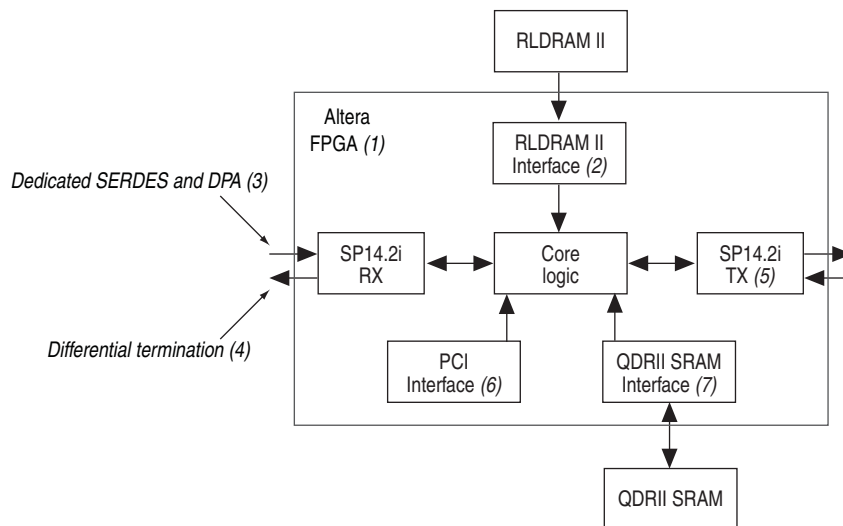 RLDRAM II
Altera
FPGA (1)
RLDRAM II
Interface (2)
Dedicated SERDES and DPA (3)
SP14.2i
RX
Core
logic
SP14.2i
TX (5)
Differential termination (4)
PCI
Interface (6)
QDRII SRAM
Interface (7)
QDRII SRAM